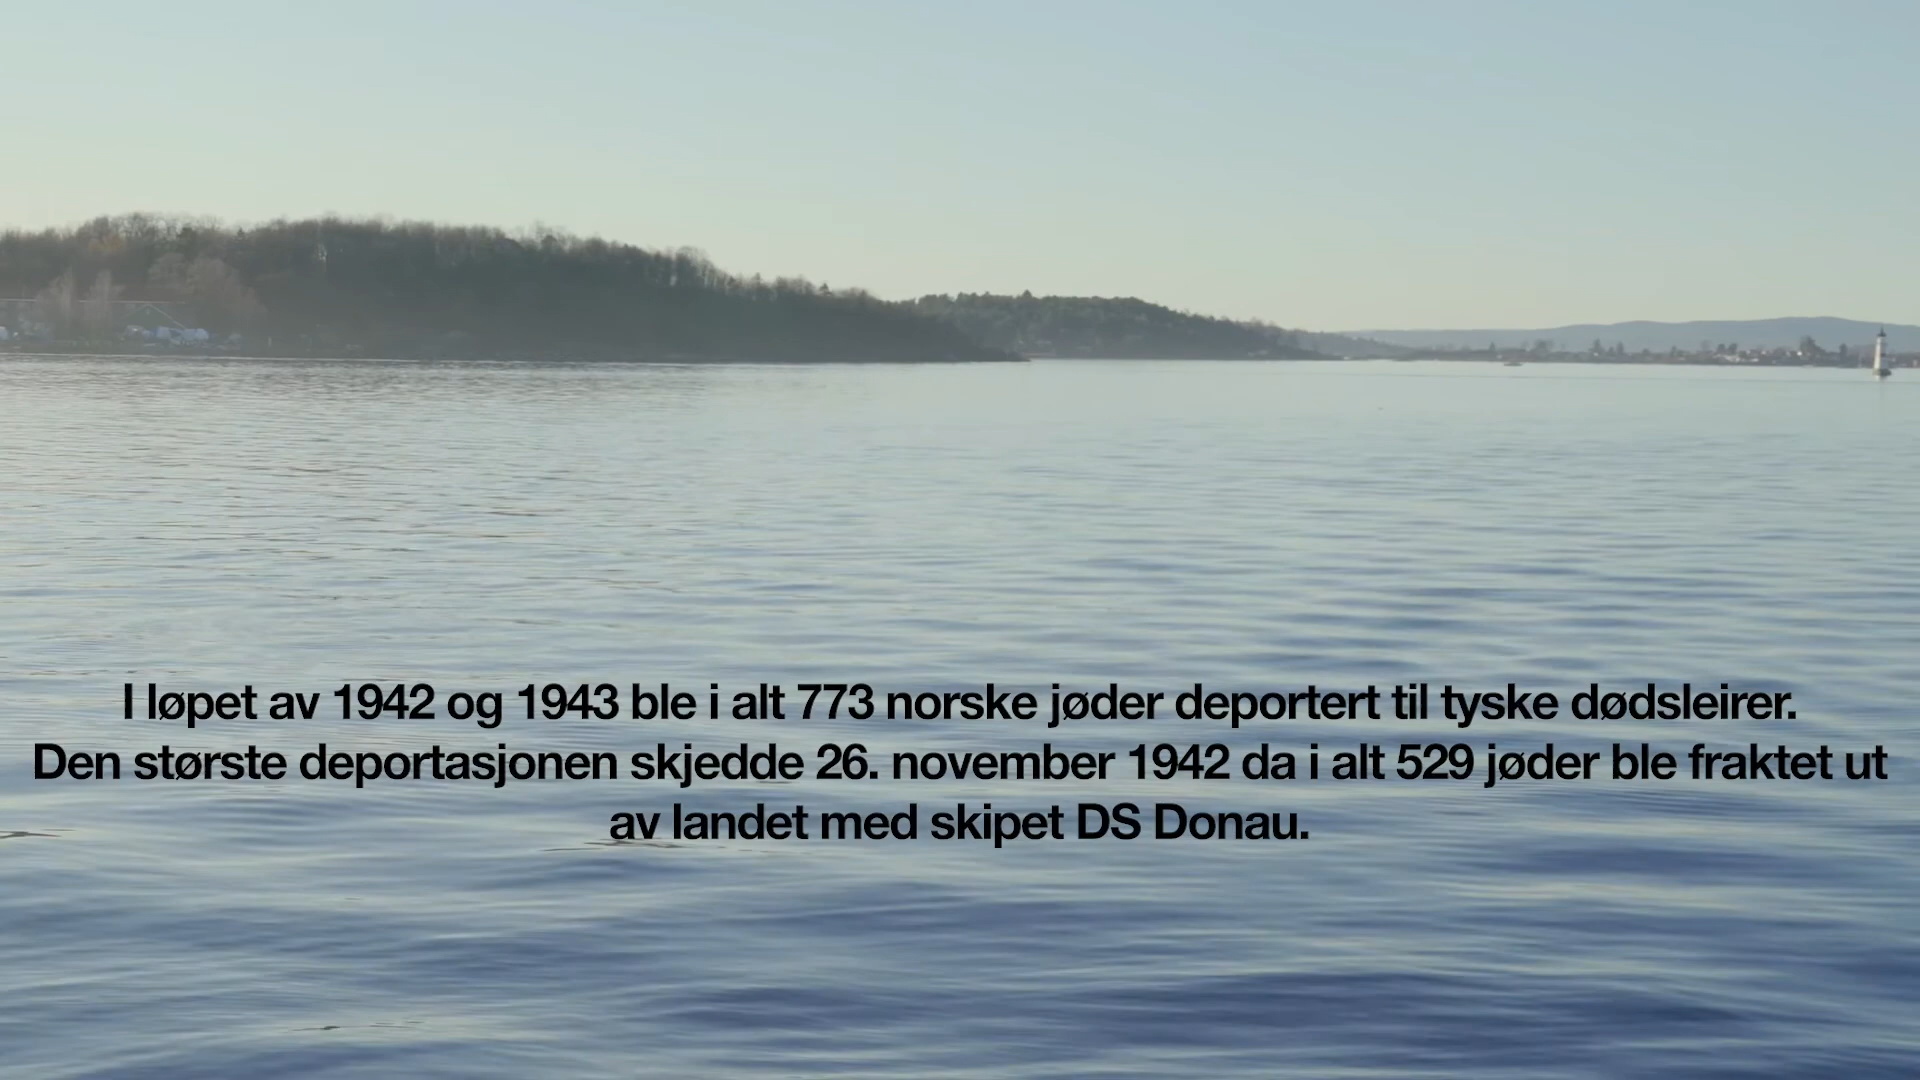 I løpet av 1942 og 1943 ble i alt 773 norske jøder deportert til tyske dødsleirer.
Den største deportasjonen skjedde 26. november 1942 da i alt 529 jøder ble fraktet ut
av landet med skipet DS Donau.